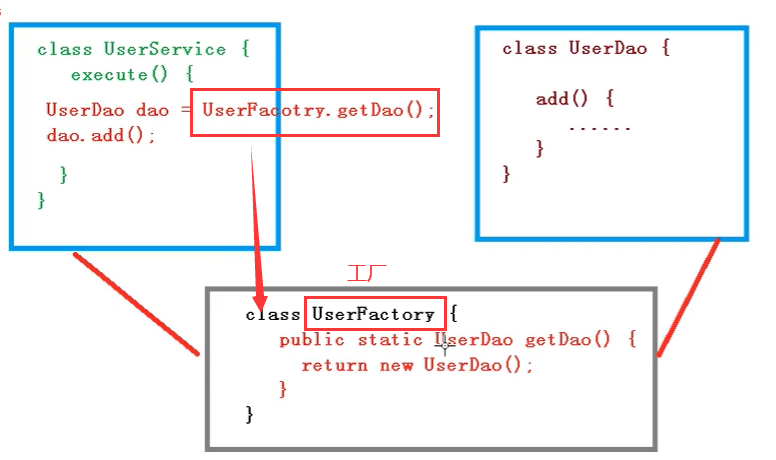 class UserService {
execute() {
UserDao dao = UserFacotry.getDao();
dao.add();
}
}
class UserDao {
add() {
......
}
}
工厂
class UserFactory {
public static UserDao getDao() {
return new UserDao();
}
}